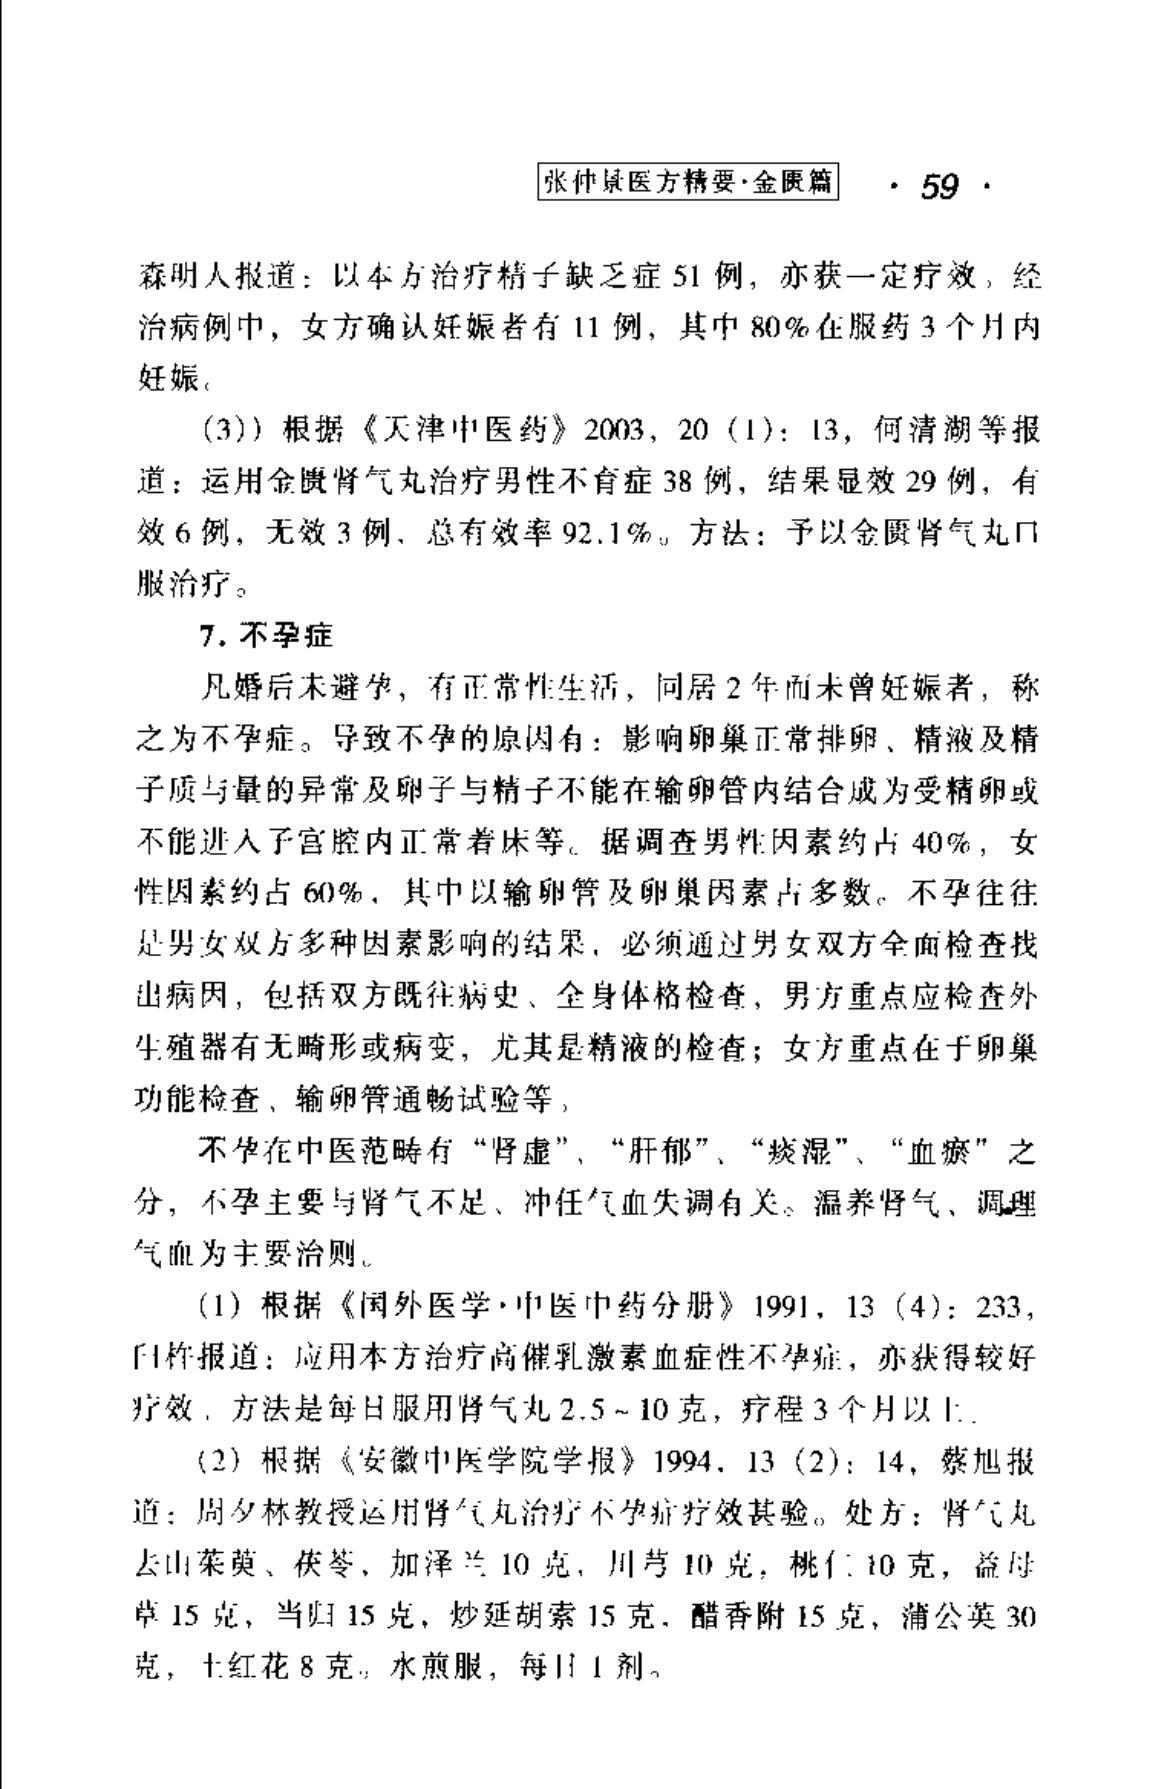 张仲景医方精要·金匮篇 · 59 ·
森明人报道：以本方治疗精子缺乏症 51 例，亦获一定疗效。经
治病例中，女方确认妊娠者有 11 例，其中 80%在服药 3 个月内
妊娠。
（3））根据《天津中医药》2003，20（1）：13，何清湖等报
道：运用金匮肾气丸治疗男性不育症 38 例，结果显效 29 例，有
效 6 例，无效 3 例，总有效率 92.1%。方法：予以金匮肾气丸口
服治疗。
7. 不孕症
凡婚后未避孕，有正常性生活，同居 2 年而未曾妊娠者，称
之为不孕症。导致不孕的原因有：影响卵巢正常排卵、精液及精
子质与量的异常及卵子与精子不能在输卵管内结合成为受精卵或
不能进入子宫腔内正常着床等。据调查男性因素约占 40%，女
性因素约占 60%，其中以输卵管及卵巢因素占多数。不孕往往
是男女双方多种因素影响的结果，必须通过男女双方全面检查找
出病因，包括双方既往病史、全身体格检查，男方重点应检查外
生殖器有无畸形或病变，尤其是精液的检查；女方重点在于卵巢
功能检查、输卵管通畅试验等。
不孕在中医范畴有“肾虚”、“肝郁”、“痰湿”、“血瘀”之
分，不孕主要与肾气不足、冲任气血失调有关。温养肾气、调理
气血为主要治则。
（1）根据《国外医学·中医中药分册》1991，13（4）：233，
臼杵报道：应用本方治疗高催乳激素血症性不孕症，亦获得较好
疗效。方法是每日服用肾气丸 2.5～10 克，疗程 3 个月以上。
（2）根据《安徽中医学院学报》1994，13（2）：14，蔡旭报
道：周夕林教授运用肾气丸治疗不孕症疗效甚验。处方：肾气丸
去山茱萸、茯苓，加泽兰 10 克，川芎 10 克，桃仁 10 克，益母
草 15 克，当归 15 克，炒延胡索 15 克，醋香附 15 克，蒲公英 30
克，土红花 8 克。水煎服，每日 1 剂。